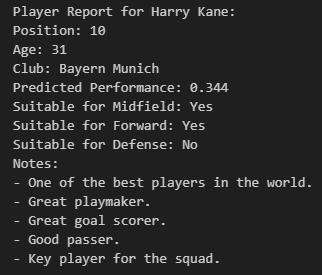 Player Report for Harry Kane:
Position: 10
Age: 31
Club: Bayern Munich
Predicted Performance: 0.344
Suitable for Midfield: Yes
Suitable for Forward: Yes
Suitable for Defense: No
Notes:
- One of the best players in the world.
- Great playmaker.
- Great goal scorer.
- Good passer.
- Key player for the squad.